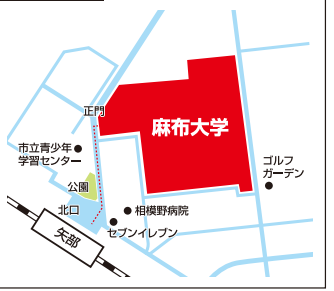 正門
麻布大学
市立青少年
学習センター
ゴルフ
ガーデン
公園
北口
相模野病院
セブンイレブン
矢部